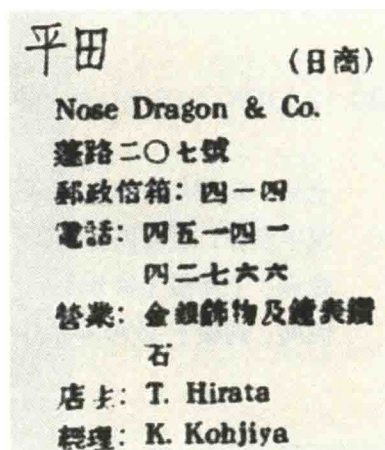 平田
(日商)
Nose Dragon & Co.
蓬路二〇七號
郵政信箱: 四一四
電話: 四五一四一
四二七六六
營業: 金銀飾物及鐘表鑽
石
店主: T. Hirata
經理: K. Kohjiya